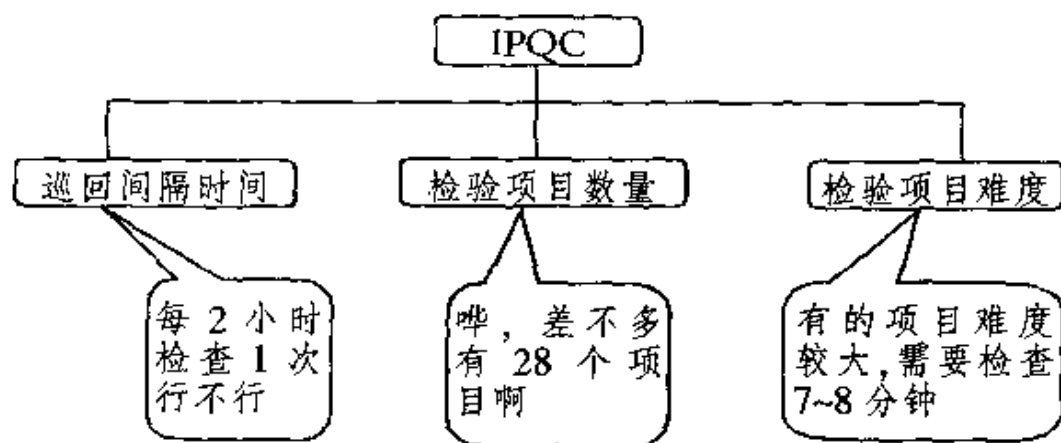 IPQC
巡回间隔时间
检验项目数量
检验项目难度
每 2 小时
检查 1 次
行不行
哗，差不多
有 28 个项
目啊
有的项目难度
较大,需要检查
7~8 分钟